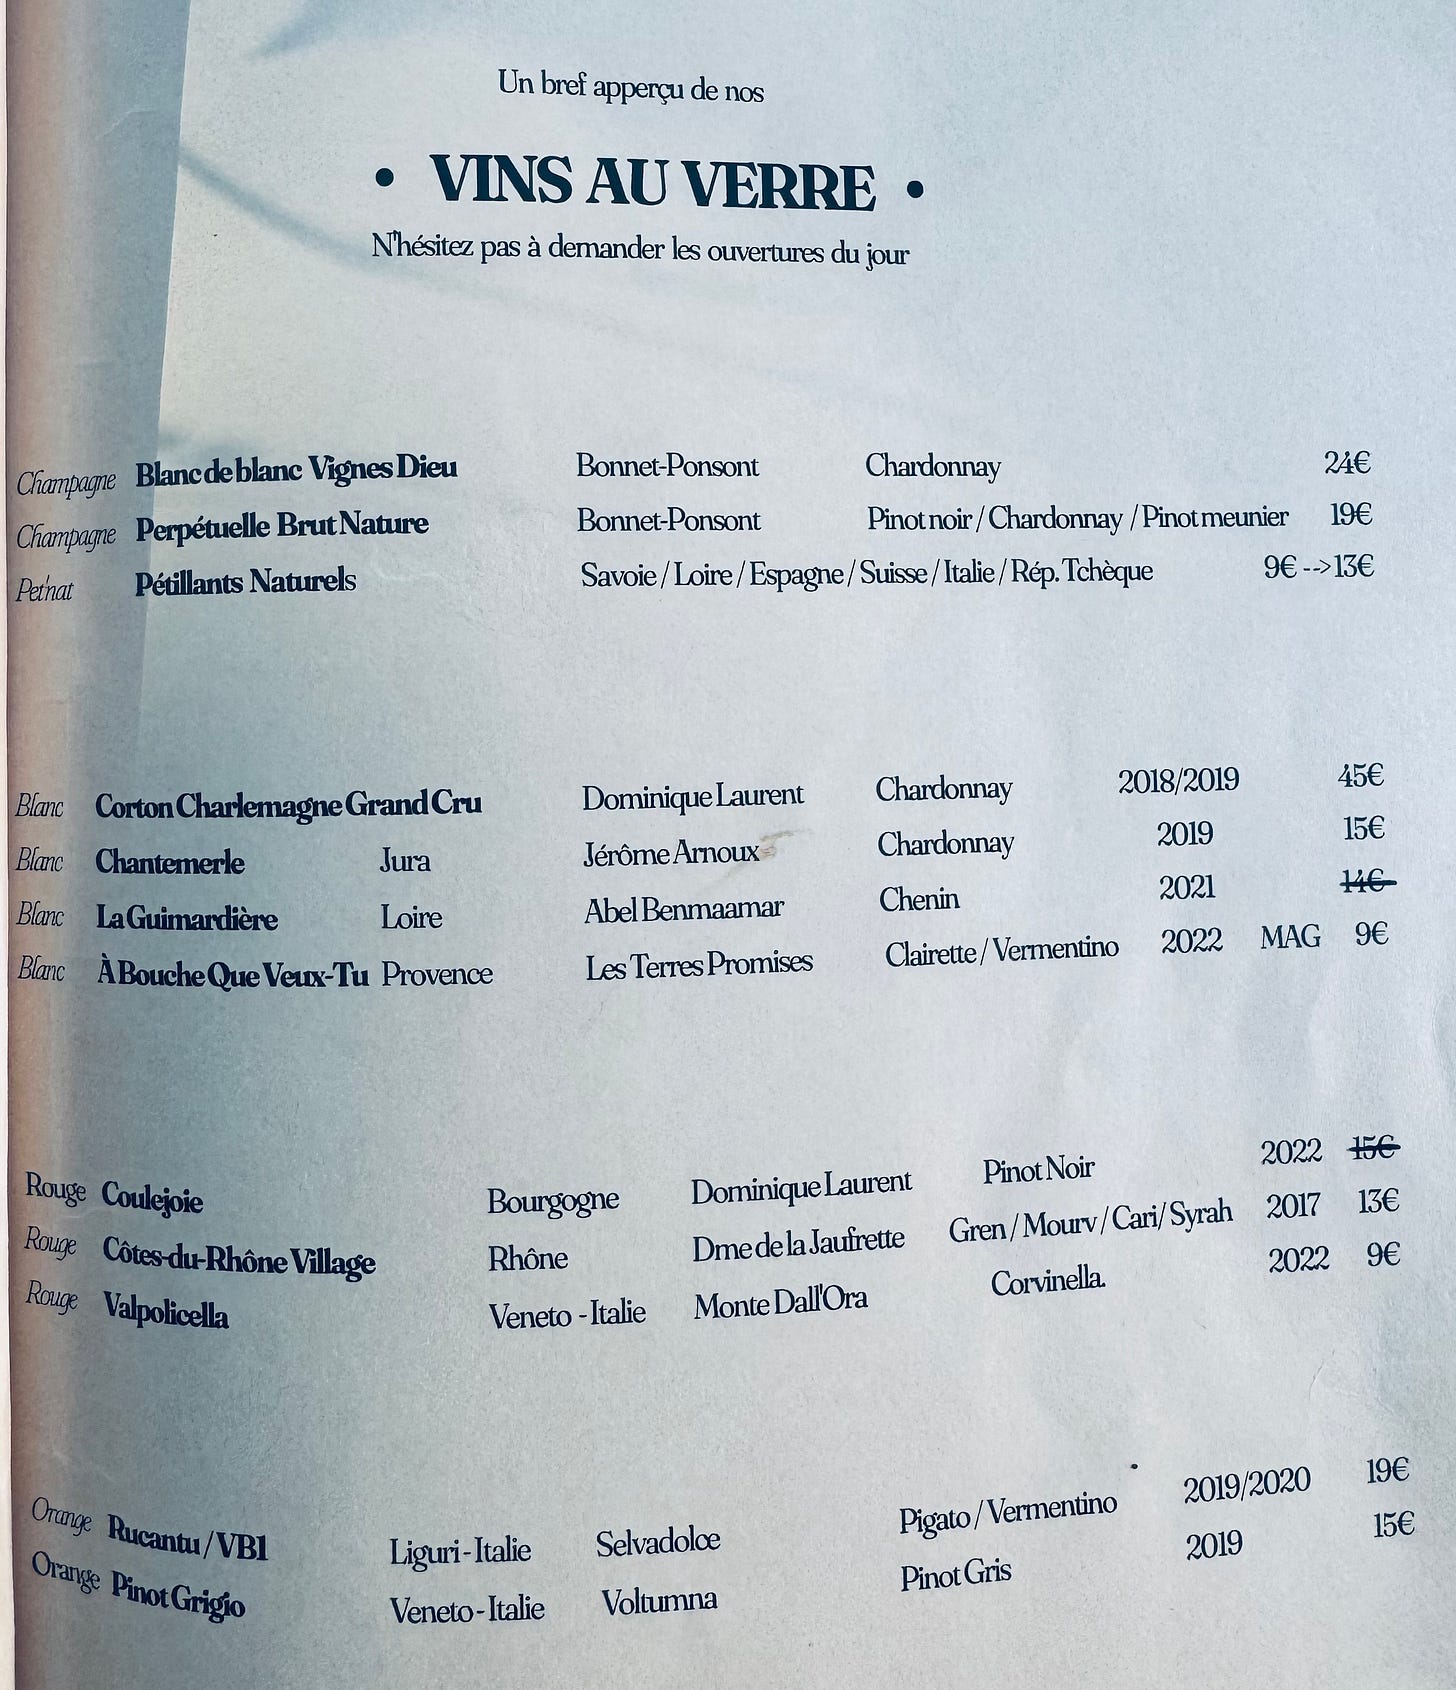 Un bref apperçu de nos
• VINS AU VERRE •
N'hésitez pas à demander les ouvertures du jour
Champagne Blanc de blanc Vignes Dieu Bonnet-Ponsont Chardonnay 24€
Champagne Perpétuelle Brut Nature Bonnet-Ponsont Pinot noir / Chardonnay / Pinot meunier 19€
Pet'nat Pétillants Naturels Savoie / Loire / Espagne / Suisse / Italie / Rép. Tchèque 9€ --> 13€
Blanc Corton Charlemagne Grand Cru Dominique Laurent Chardonnay 2018/2019 45€
Blanc Chantemerle Jura Jérôme Arnoux Chardonnay 2019 15€
Blanc La Guimardière Loire Abel Benmaamar Chenin 2021 14€
Blanc À Bouche Que Veux-Tu Provence Les Terres Promises Clairette / Vermentino 2022 MAG 9€
Rouge Coulejoie Bourgogne Dominique Laurent Pinot Noir 2022 15€
Rouge Côtes-du-Rhône Village Rhône Dme de la Jaufrette Gren / Mourv / Cari/ Syrah 2017 13€
Rouge Valpolicella Veneto - Italie Monte Dall'Ora Corvinella. 2022 9€
Orange Rucantu / VB1 Liguri - Italie Selvadolce Pigato / Vermentino 2019/2020 19€
Orange Pinot Grigio Veneto - Italie Voltumna Pinot Gris 2019 15€